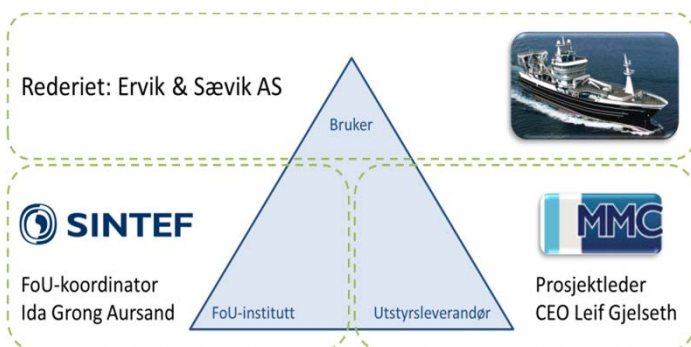 Rederiet: Ervik & Sævik AS
Bruker
SINTEF
MMC
FoU-koordinator
Ida Grong Aursand
FoU-institutt
Utstyrsleverandør
Prosjektleder
CEO Leif Gjelseth